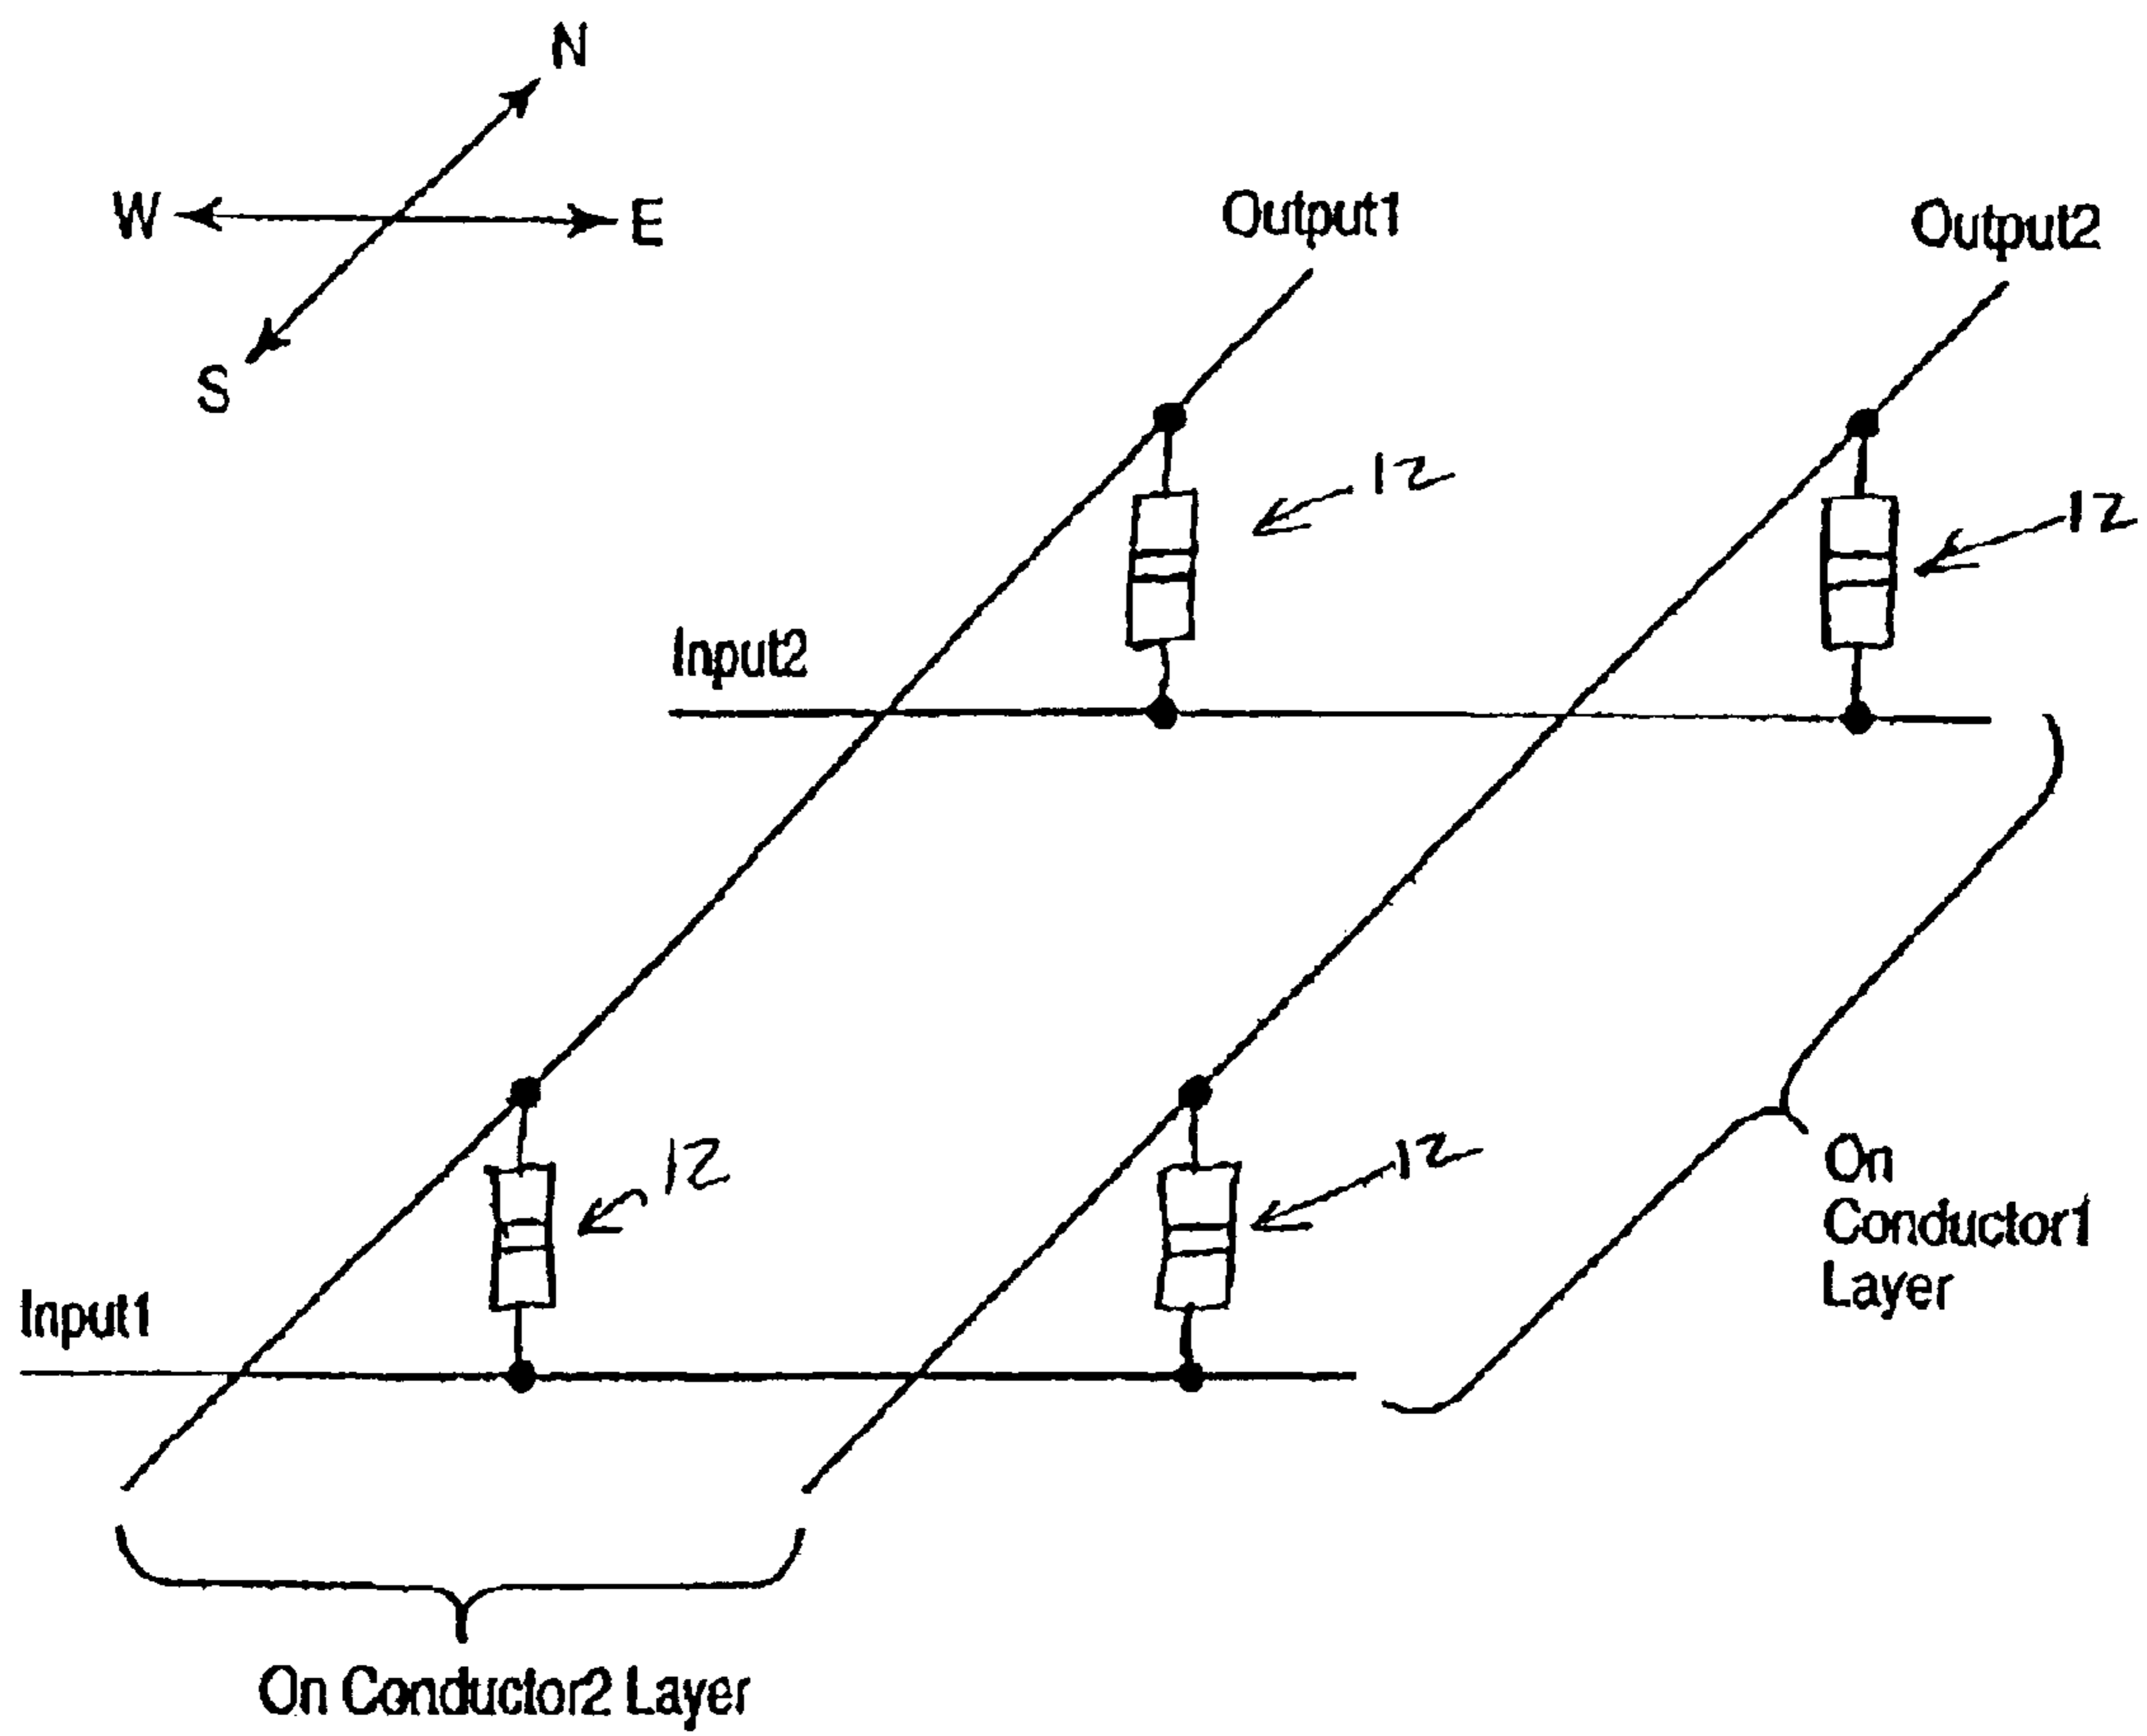 N
W
E
S
Output1
Output2
12
12
Input2
12
12
On
Conductor1
Layer
Input1
On Conductor2 Layer